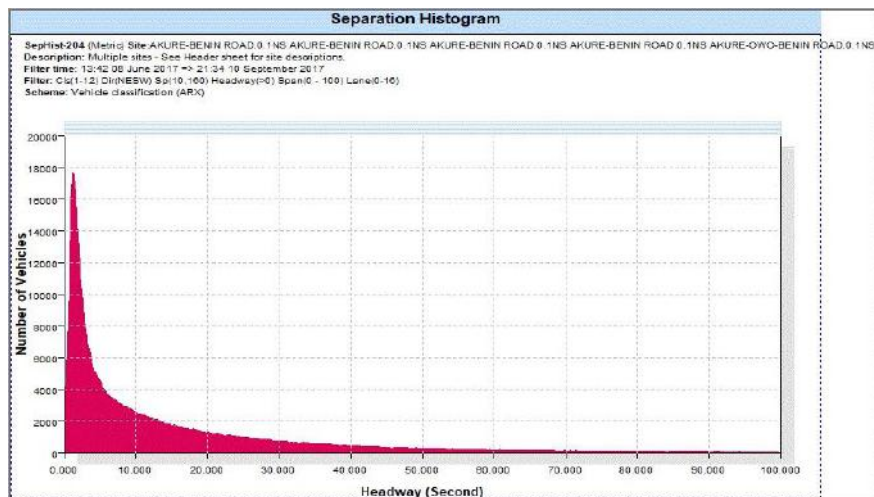 Separation Histogram
SepHist-204 (Metric) Site:AKURE-BENIN ROAD.0.1NS AKURE-BENIN ROAD.0.1NS AKURE-BENIN ROAD.0.1NS AKURE-BENIN ROAD.0.1NS AKURE-OWO-BENIN ROAD.0.1NS
Description: Multiple sites - See Header sheet for site descriptions.
Filter time: 13:42 08 June 2017 => 21:34 10 September 2017
Filter: Cls(1-12) Dir(NESW) Sp(10,160) Headway(>0) Span(0 - 100) Lane(0-16)
Scheme: Vehicle classification (ARX)
20000
18000
16000
14000
12000
10000
8000
6000
4000
2000
0
Number of Vehicles
0.000 10.000 20.000 30.000 40.000 50.000 60.000 70.000 80.000 90.000 100.000
Headway (Second)